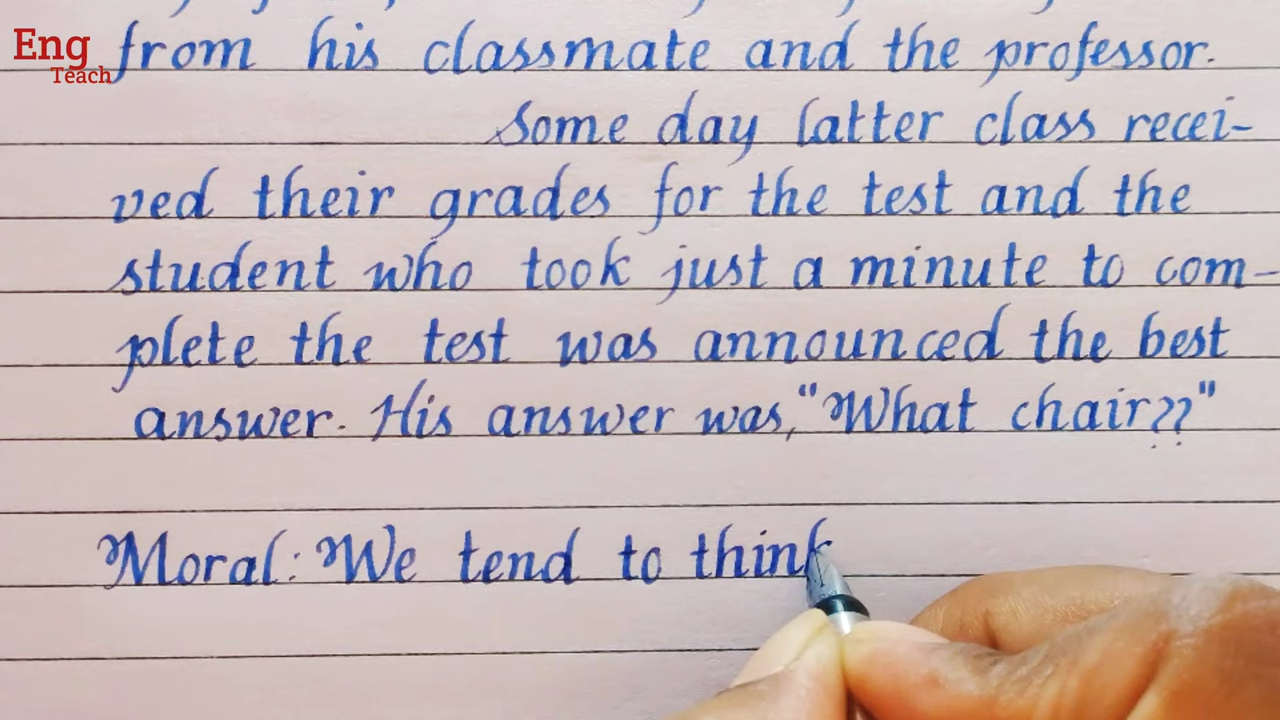 Eng
Teach
from his classmate and the professor.
Some day latter class recei-
ved their grades for the test and the
student who took just a minute to com-
plete the test was announced the best
answer. His answer was, "What chair??"
Moral: We tend to think